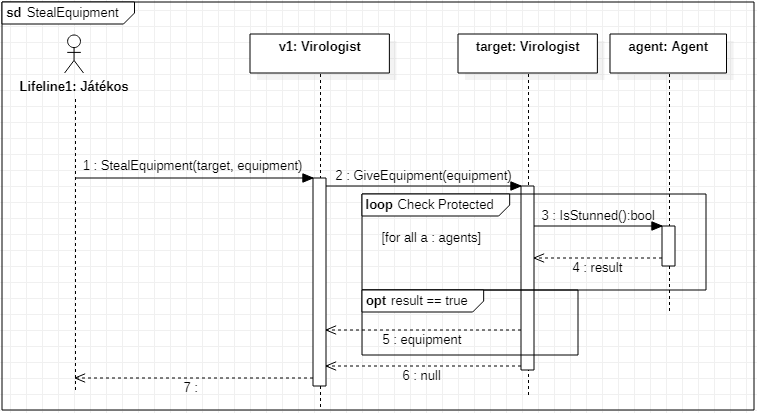 sd StealEquipment
v1: Virologist
target: Virologist
agent: Agent
Lifeline1: Játékos
1 : StealEquipment(target, equipment)
2 : GiveEquipment(equipment)
loop Check Protected
3 : IsStunned():bool
[for all a : agents]
4 : result
opt result == true
5 : equipment
6 : null
7 :